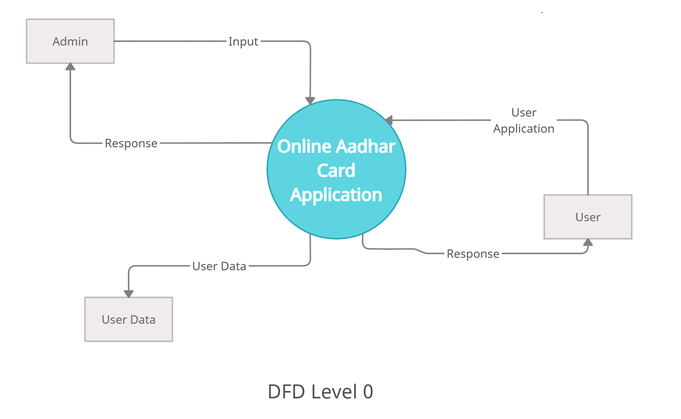 Admin
Input
User
Application
Response
Online Aadhar
Card
Application
User
Response
User Data
User Data
DFD Level 0